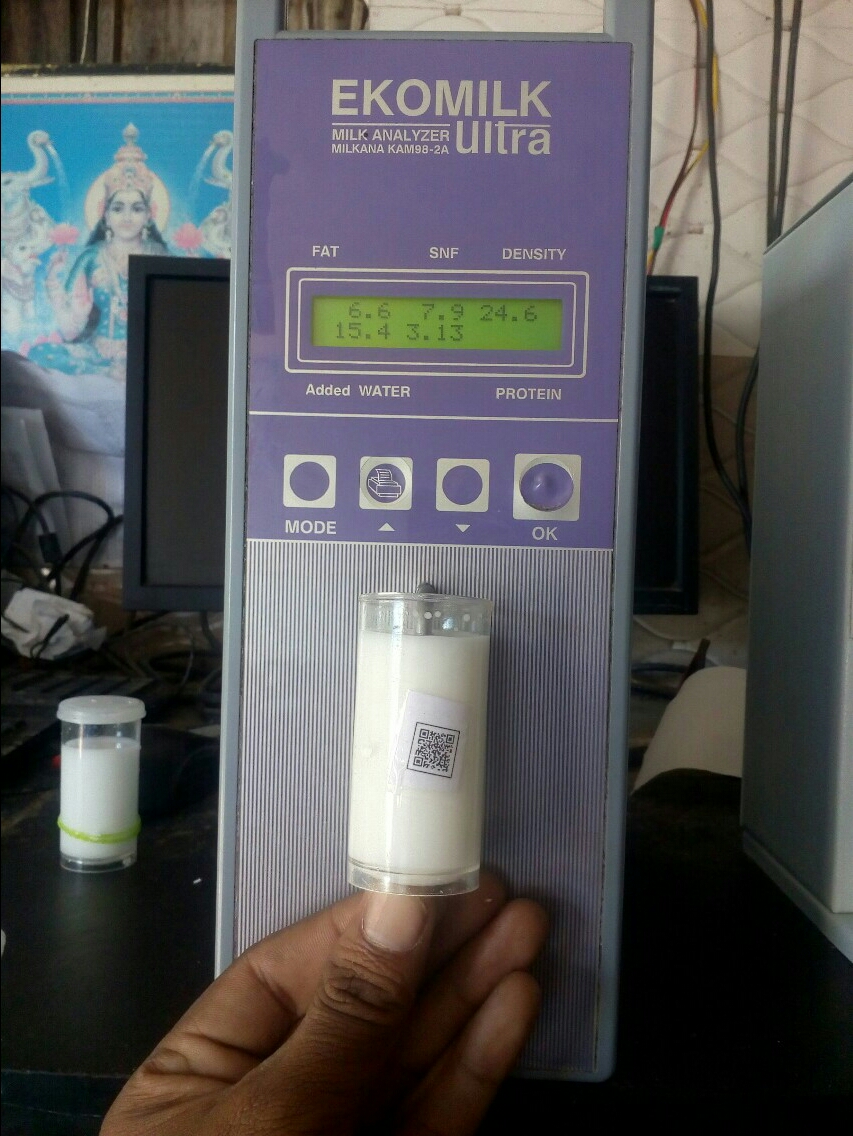 EKOMILK
MILK ANALYZER
MILKANA KAM98-2A
Ultra
FAT SNF DENSITY
6.6 7.9 24.6
15.4 3.13
Added WATER PROTEIN
MODE OK